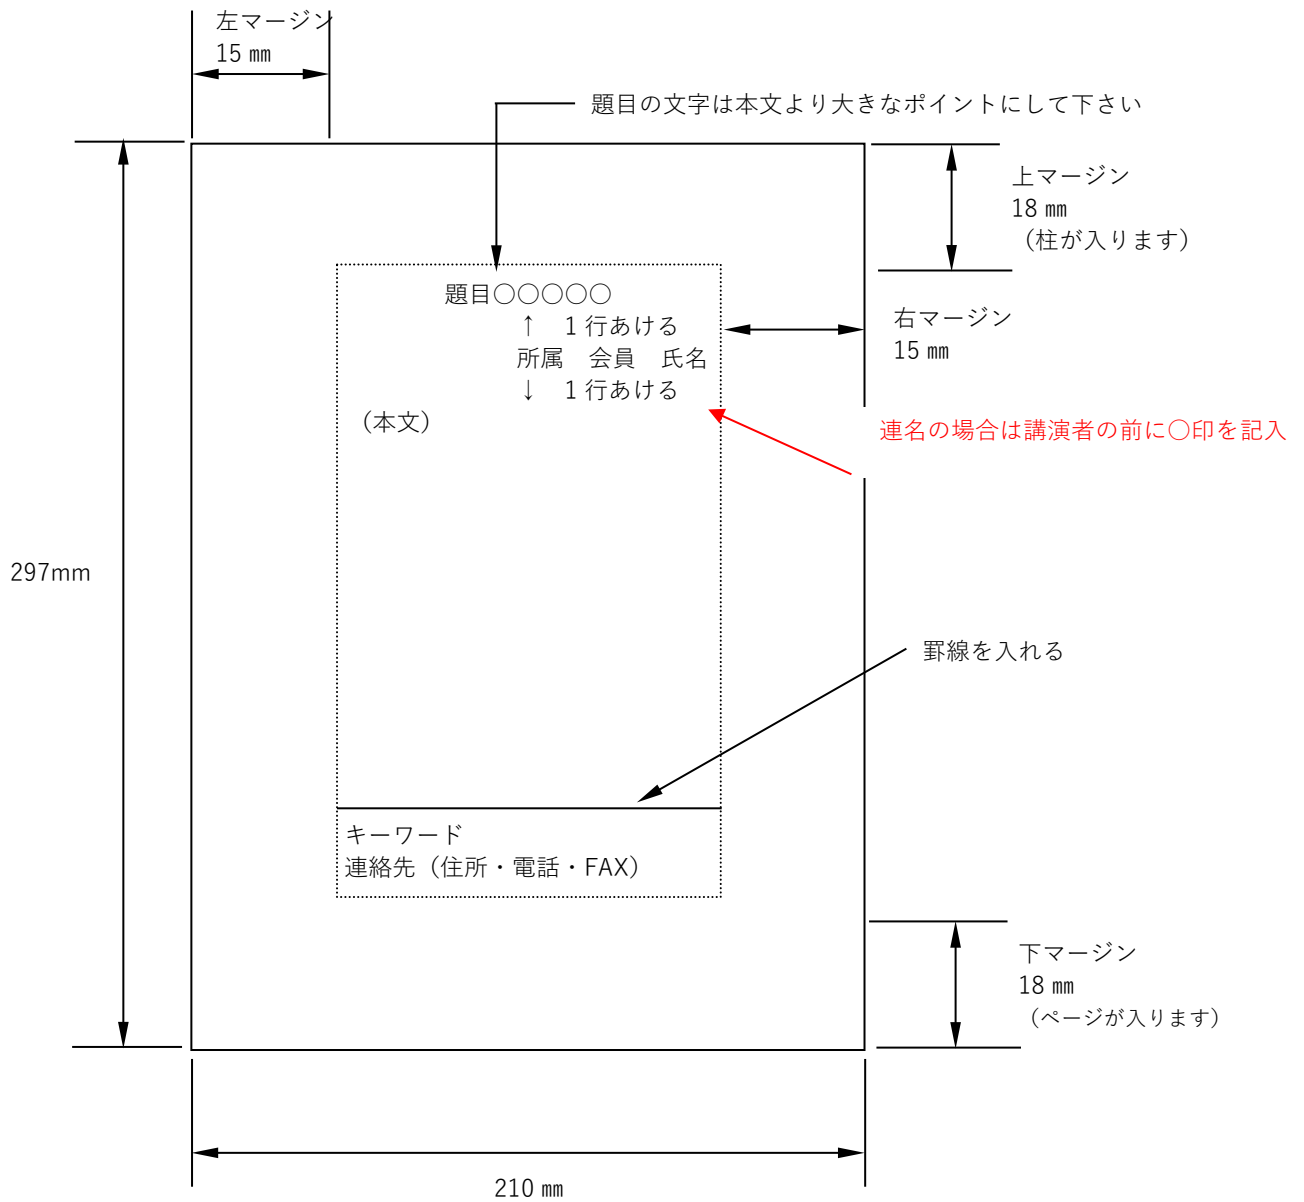 左マージン
15 ㎜
題目の文字は本文より大きなポイントにして下さい
上マージン
18 ㎜
（柱が入ります）
題目○○○○○
↑　1 行あける
所属　会員　氏名
↓　1 行あける
右マージン
15 ㎜
（本文）
連名の場合は講演者の前に○印を記入
297mm
罫線を入れる
キーワード
連絡先（住所・電話・FAX）
下マージン
18 ㎜
（ページが入ります）
210 ㎜